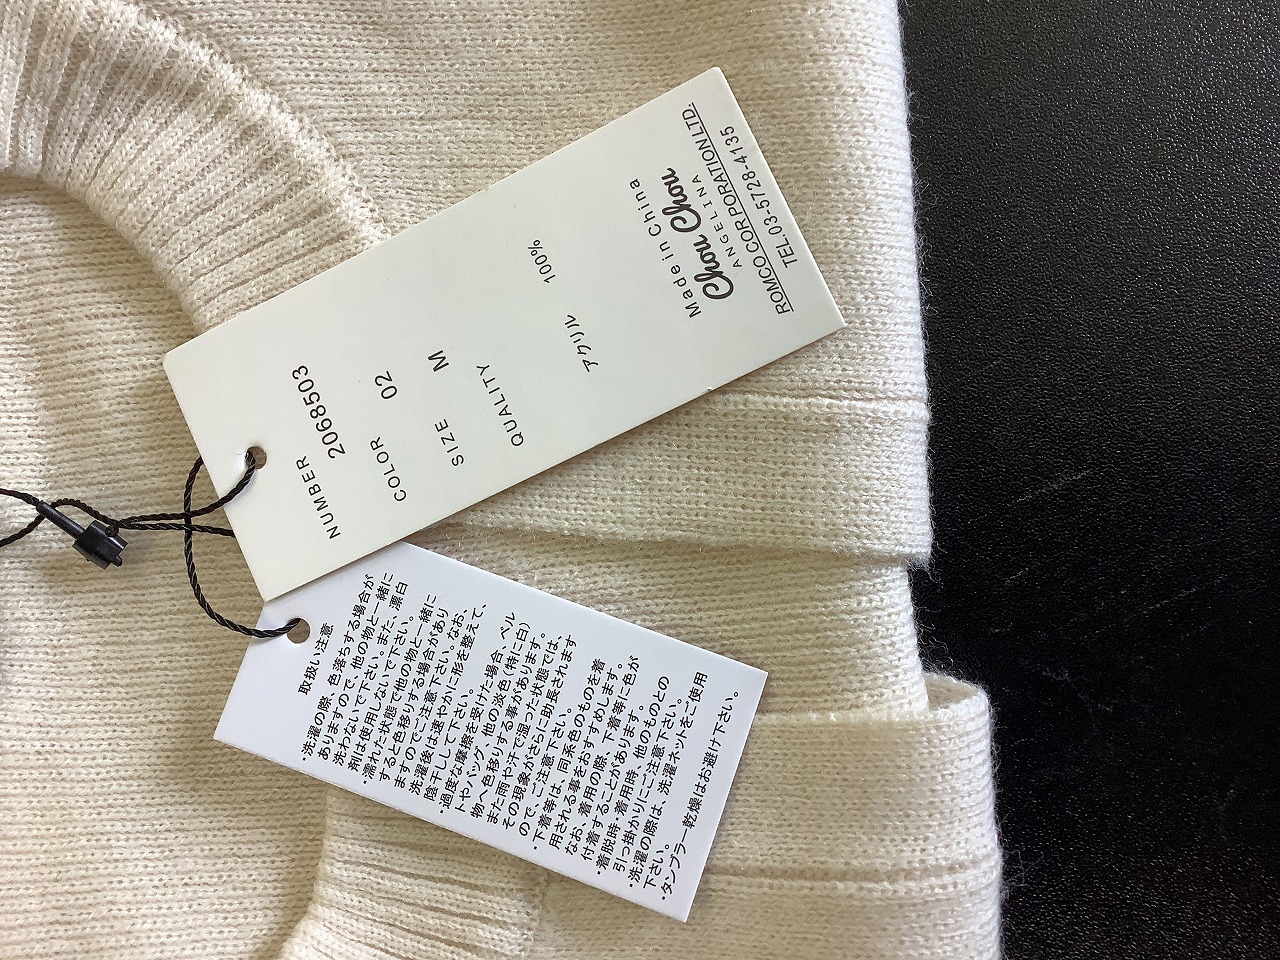 NUMBER 2068503
COLOR 02
SIZE M
QUALITY
アクリル 100%
Made in China
Chou Chou
ANGELINA
ROMCO CORPORATION LTD.
TEL.03-5728-4135
取扱い注意
・洗濯の際、色落ちする場合が
ありますので、他の物と一緒に
洗わないで下さい。また、漂白
剤は使用しないで下さい。
・濡れた状態で他の物と一緒に
すると色移りする場合があり
ますのでご注意下さい。なお、
洗濯後は速やかに形を整えて、
陰干しして下さい。
・過度な摩擦を受けた場合、ベル
トやバッグ、他の淡色(特に白)
物へ色移りする事があります。
また雨や汗で湿った状態では、
その現象がさらに助長されます
ので、ご注意下さい。
・下着等は、同系色のものを着
用される事をおすすめします。
なお、着用の際、下着等に色が
付着することがあります。
・着脱時・着用時、他のものとの
引っ掛かりにご注意下さい。
・洗濯の際は、洗濯ネットをご使用
下さい。
・タンブラー乾燥はお避け下さい。